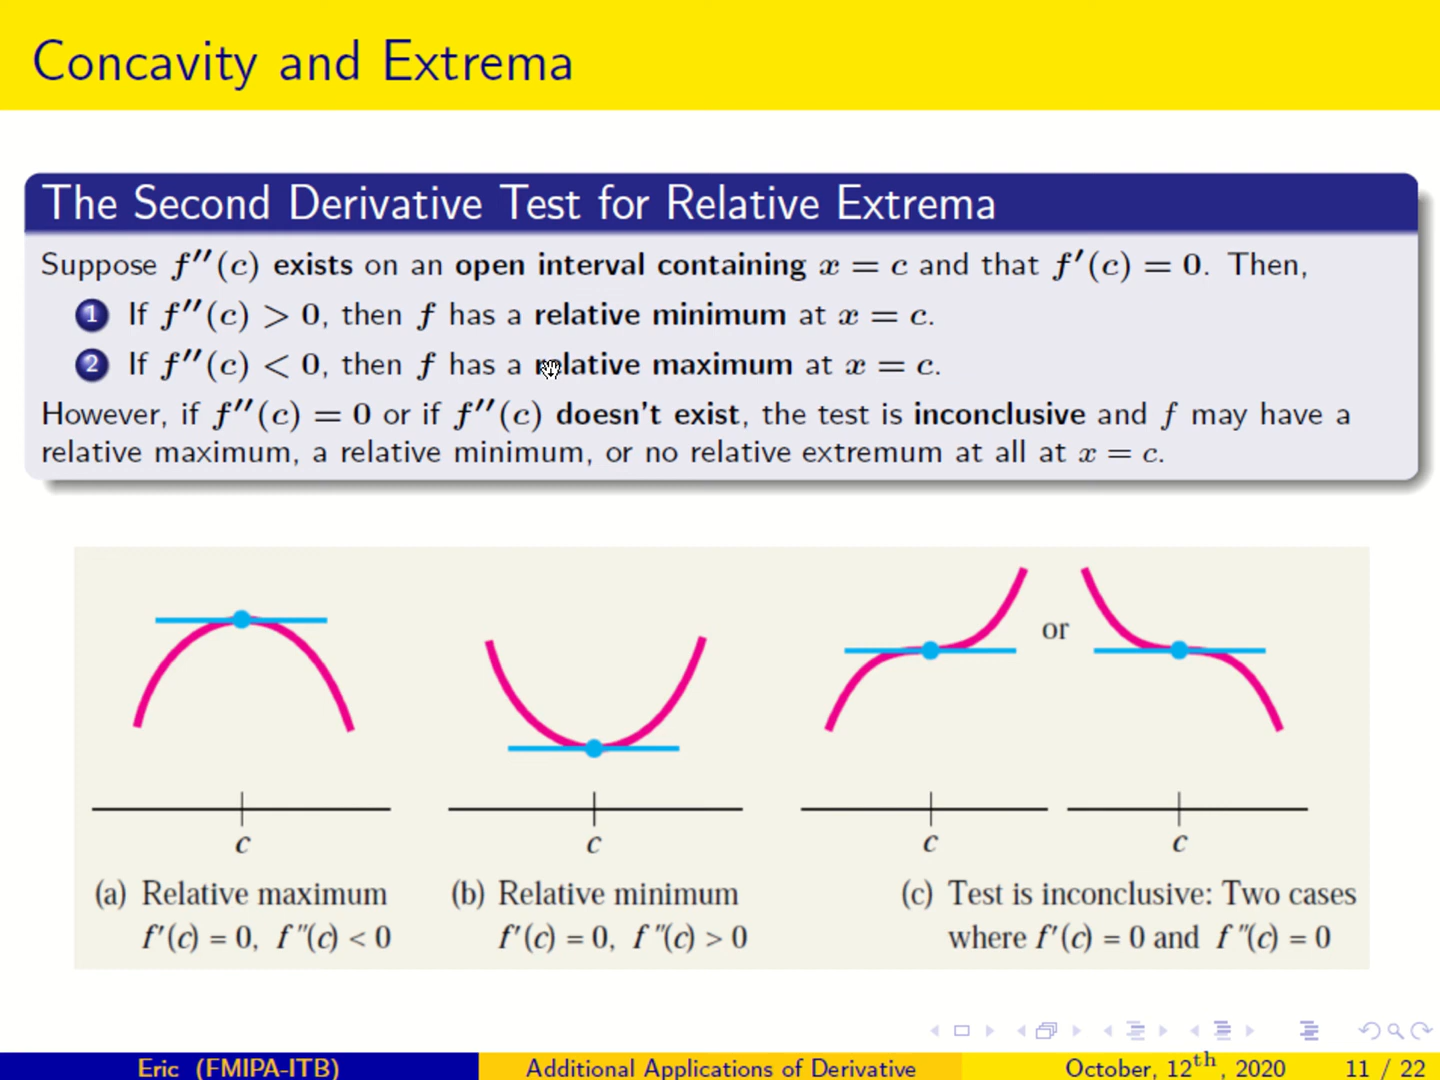 Concavity and Extrema
The Second Derivative Test for Relative Extrema
Suppose f′′(c) exists on an open interval containing x = c and that f′(c) = 0. Then,
1 If f′′(c) > 0, then f has a relative minimum at x = c.
2 If f′′(c) < 0, then f has a relative maximum at x = c.
However, if f′′(c) = 0 or if f′′(c) doesn't exist, the test is inconclusive and f may have a
relative maximum, a relative minimum, or no relative extremum at all at x = c.
or
c c c c
(a) Relative maximum
f′(c) = 0, f″(c) < 0
(b) Relative minimum
f′(c) = 0, f″(c) > 0
(c) Test is inconclusive: Two cases
where f′(c) = 0 and f″(c) = 0
Eric (FMIPA-ITB) Additional Applications of Derivative October, 12th, 2020 11 / 22